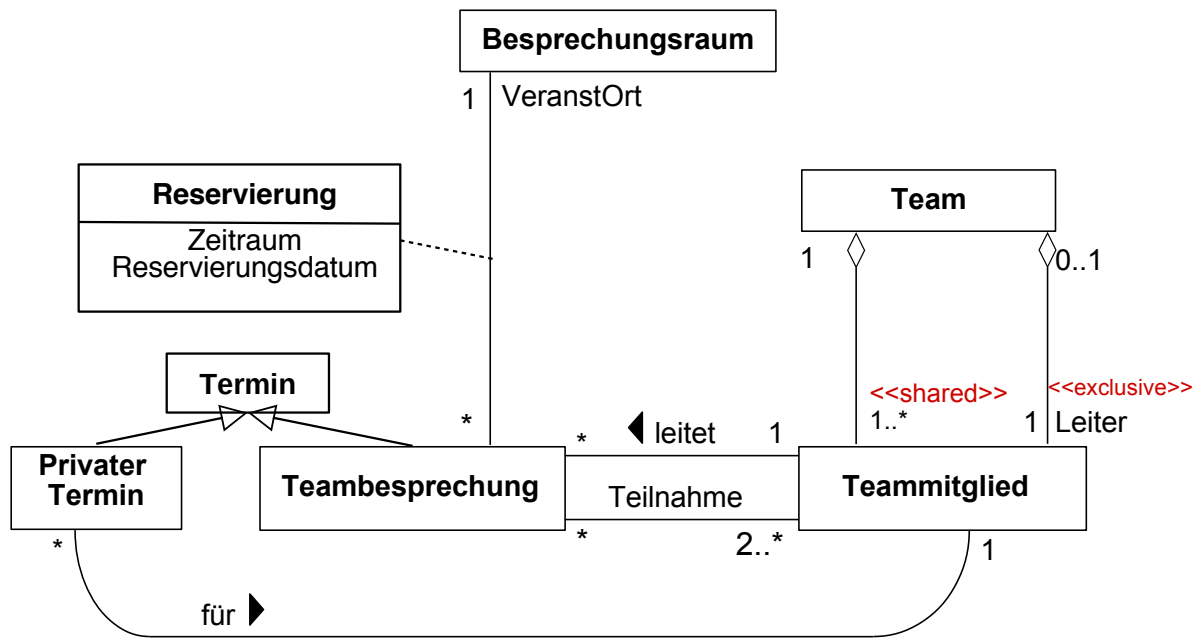 Besprechungsraum
1 VeranstOrt
Reservierung
Zeitraum
Reservierungsdatum
Team
1
0..1
Termin
<<shared>>
<<exclusive>>
*
*
◀ leitet
1
1..*
1 Leiter
Privater
Termin
Teambesprechung
Teilnahme
Teammitglied
*
*
2..*
1
für ▶